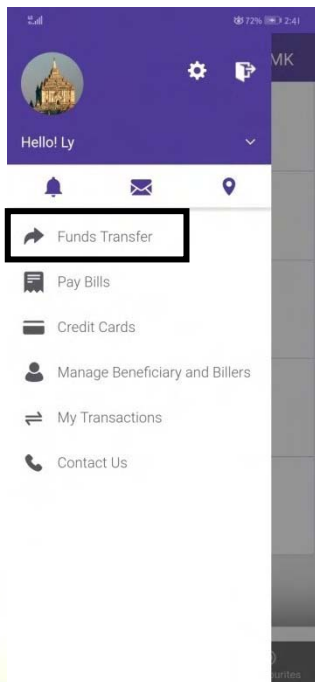 72% 2:41
MK
Hello! Ly
Funds Transfer
Pay Bills
Credit Cards
Manage Beneficiary and Billers
My Transactions
Contact Us